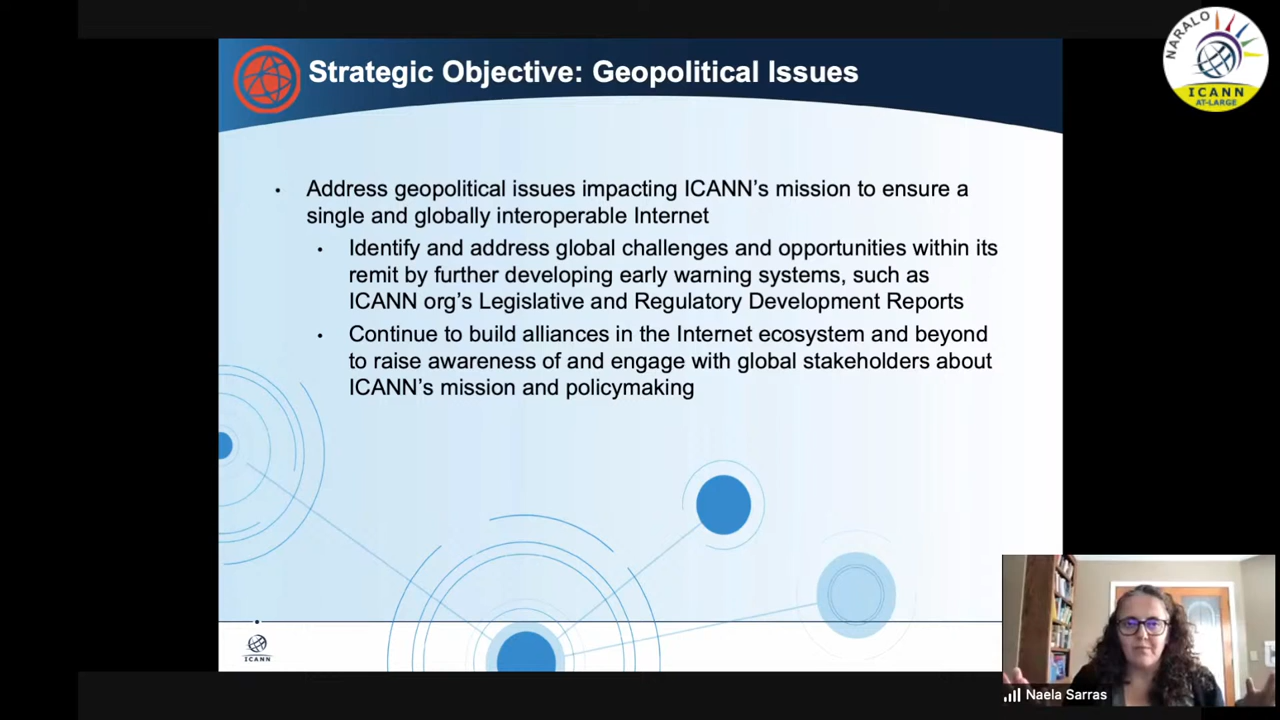 Strategic Objective: Geopolitical Issues
NARALO
ICANN
AT-LARGE
• Address geopolitical issues impacting ICANN's mission to ensure a
single and globally interoperable Internet
• Identify and address global challenges and opportunities within its
remit by further developing early warning systems, such as
ICANN org's Legislative and Regulatory Development Reports
• Continue to build alliances in the Internet ecosystem and beyond
to raise awareness of and engage with global stakeholders about
ICANN's mission and policymaking
ICANN
Naela Sarras